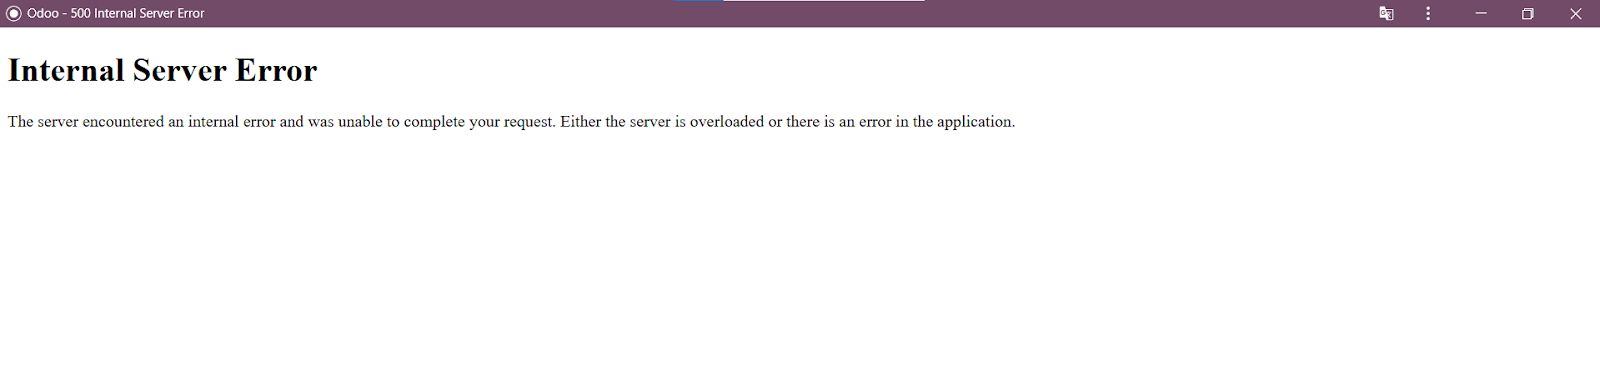 Odoo - 500 Internal Server Error
Internal Server Error
The server encountered an internal error and was unable to complete your request. Either the server is overloaded or there is an error in the application.